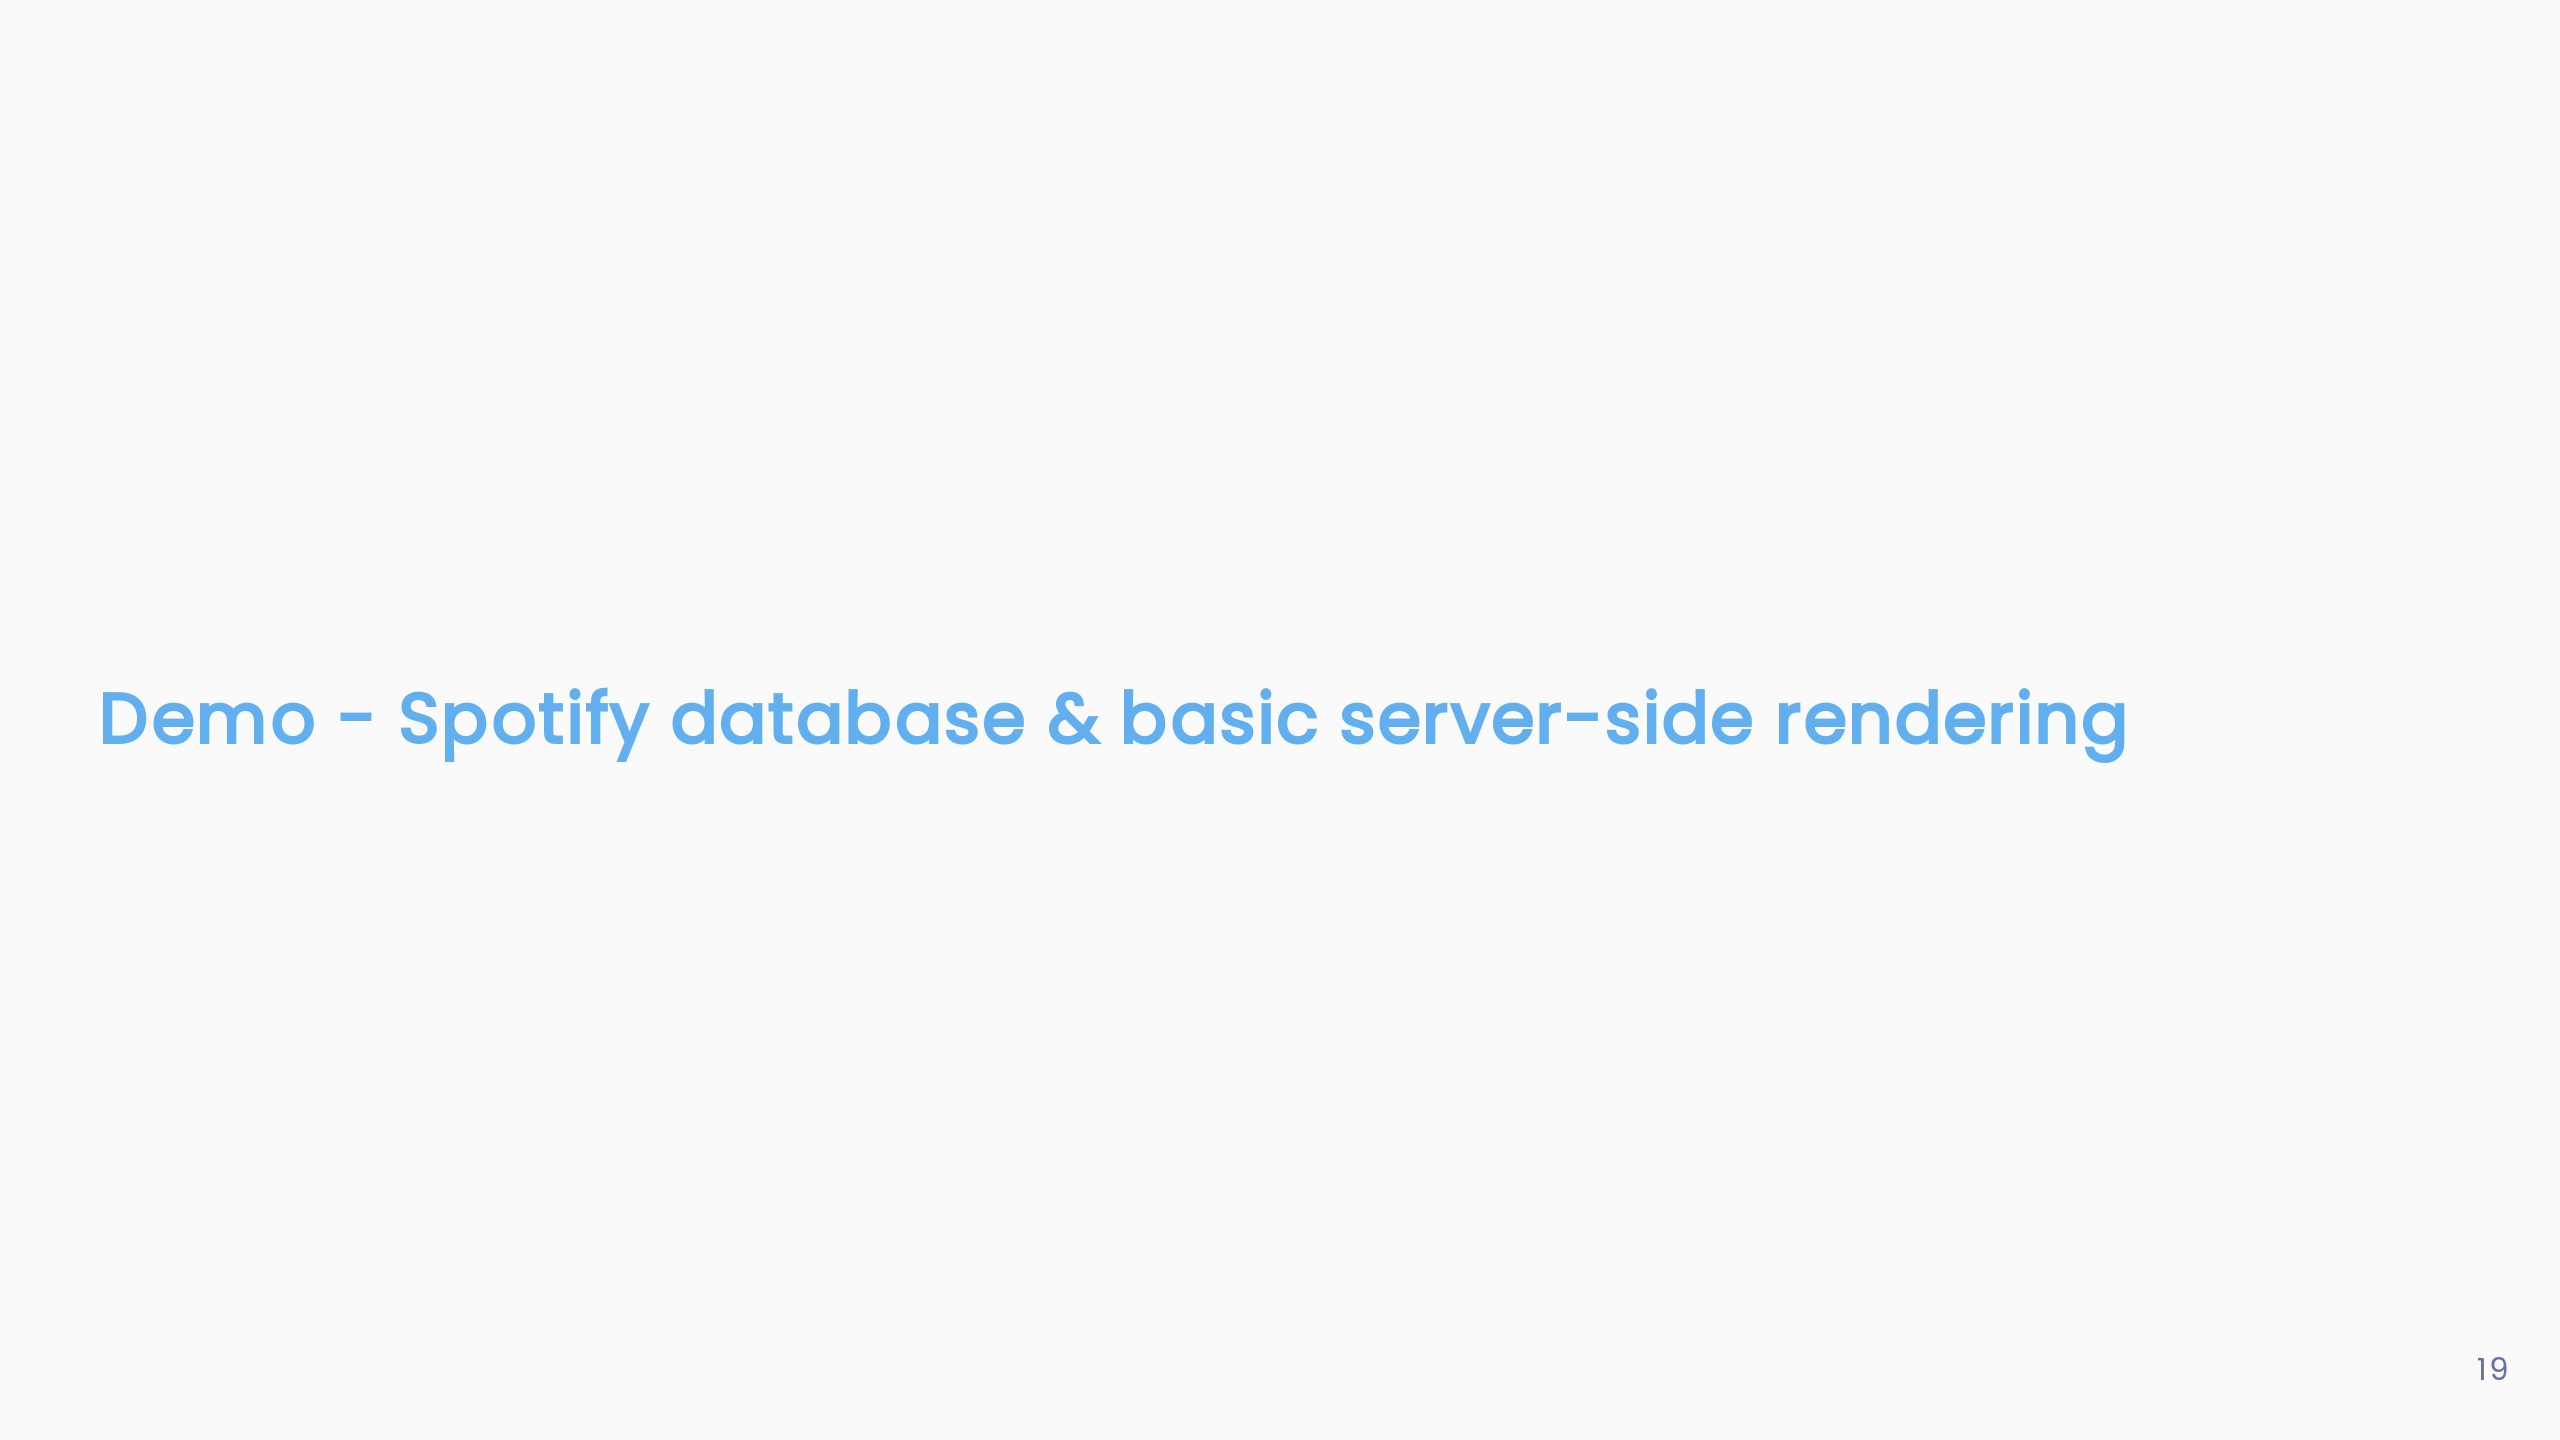 Demo - Spotify database & basic server-side rendering
19